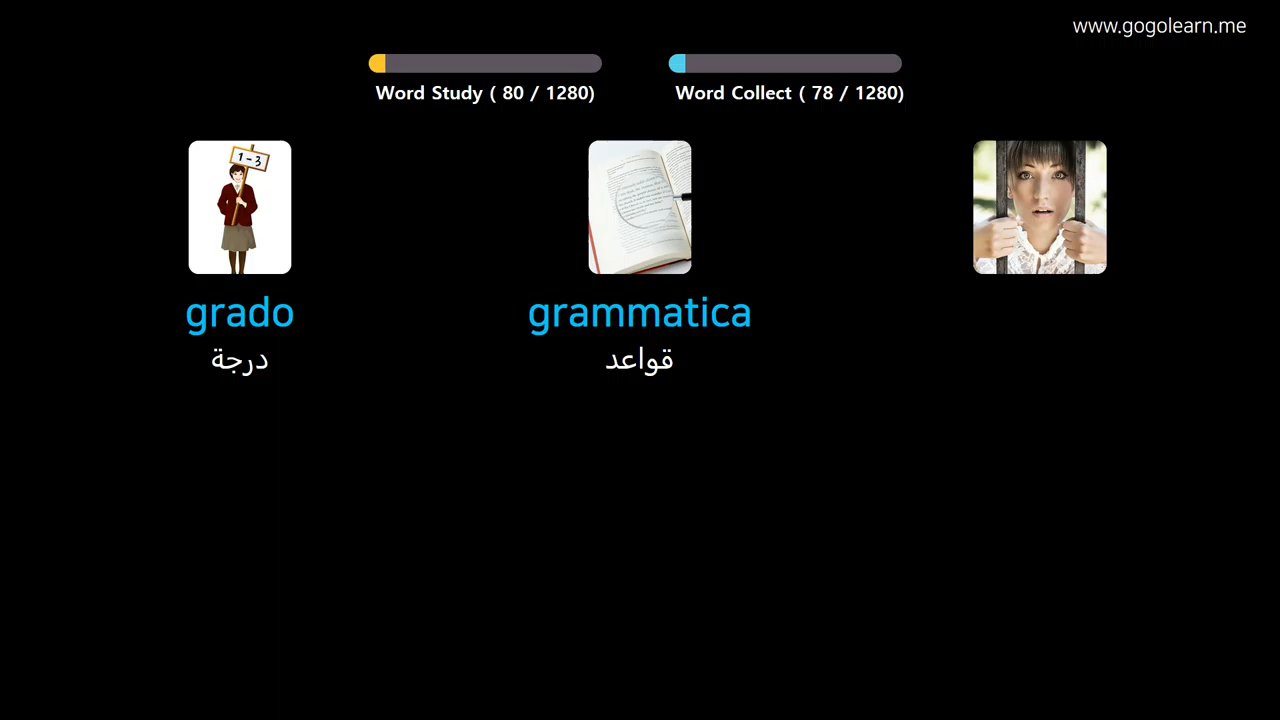 www.gogolearn.me
Word Study ( 80 / 1280)
Word Collect ( 78 / 1280)
1-3
grado
grammatica
درجة
قواعد